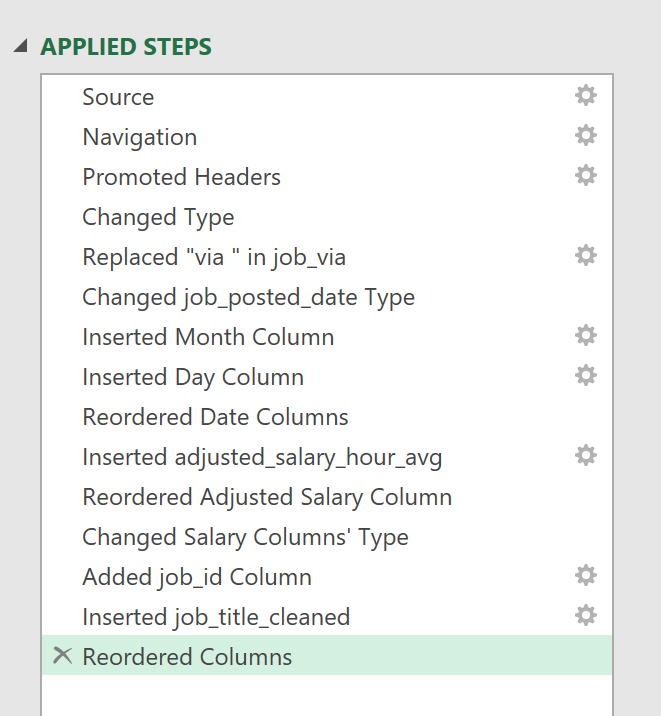 APPLIED STEPS
Source
Navigation
Promoted Headers
Changed Type
Replaced "via " in job_via
Changed job_posted_date Type
Inserted Month Column
Inserted Day Column
Reordered Date Columns
Inserted adjusted_salary_hour_avg
Reordered Adjusted Salary Column
Changed Salary Columns' Type
Added job_id Column
Inserted job_title_cleaned
Reordered Columns